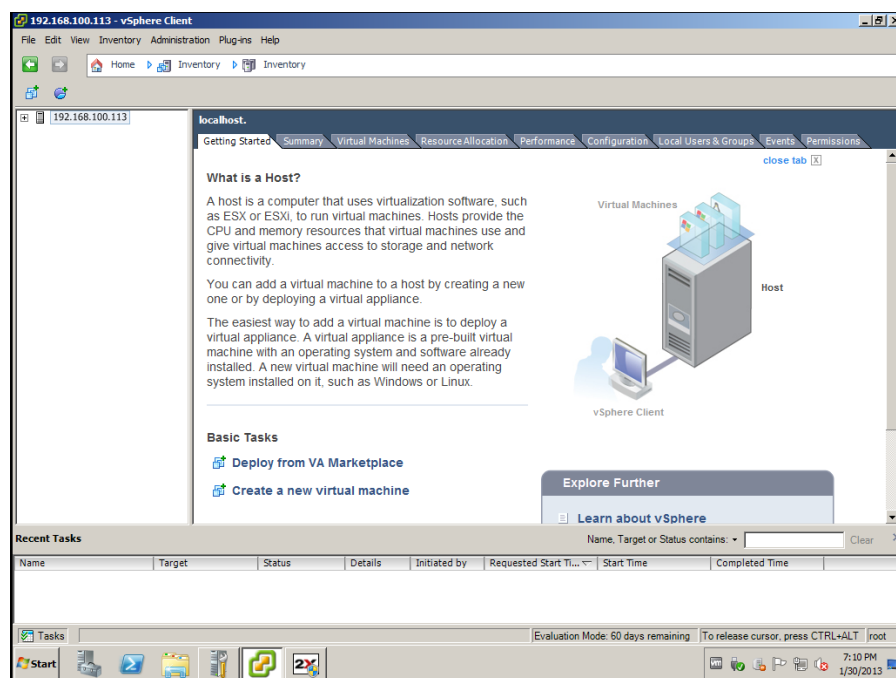 192.168.100.113 - vSphere Client
File Edit View Inventory Administration Plug-ins Help
Home Inventory Inventory
192.168.100.113
localhost.
Getting Started Summary Virtual Machines Resource Allocation Performance Configuration Local Users & Groups Events Permissions
close tab X
What is a Host?
A host is a computer that uses virtualization software, such
as ESX or ESXi, to run virtual machines. Hosts provide the
CPU and memory resources that virtual machines use and
give virtual machines access to storage and network
connectivity.
You can add a virtual machine to a host by creating a new
one or by deploying a virtual appliance.
The easiest way to add a virtual machine is to deploy a
virtual appliance. A virtual appliance is a pre-built virtual
machine with an operating system and software already
installed. A new virtual machine will need an operating
system installed on it, such as Windows or Linux.
Virtual Machines
Host
vSphere Client
Basic Tasks
Deploy from VA Marketplace
Create a new virtual machine
Explore Further
Learn about vSphere
Recent Tasks
Name, Target or Status contains: Clear
Name Target Status Details Initiated by Requested Start Ti... Start Time Completed Time
Tasks Evaluation Mode: 60 days remaining To release cursor, press CTRL+ALT root
Start 2X 7:10 PM
1/30/2013